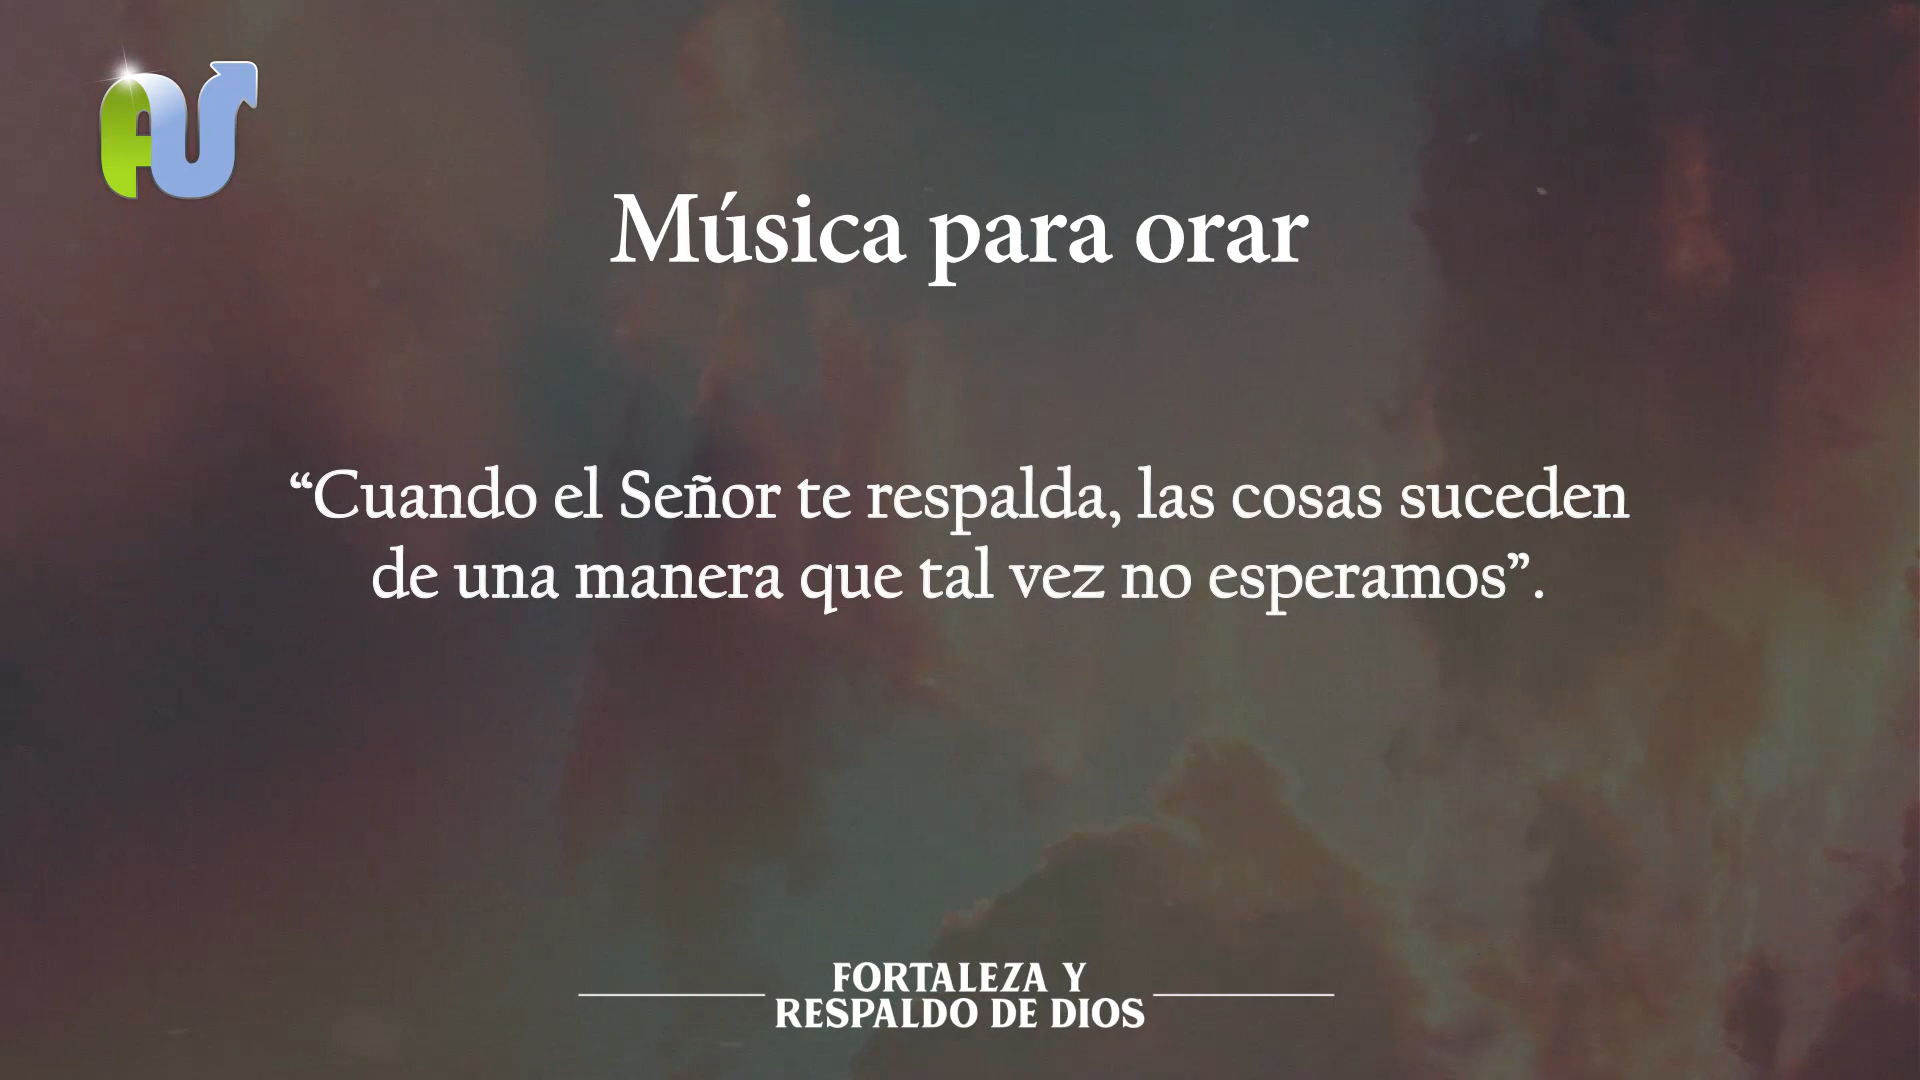 Música para orar
“Cuando el Señor te respalda, las cosas suceden
de una manera que tal vez no esperamos”.
FORTALEZA Y
RESPALDO DE DIOS